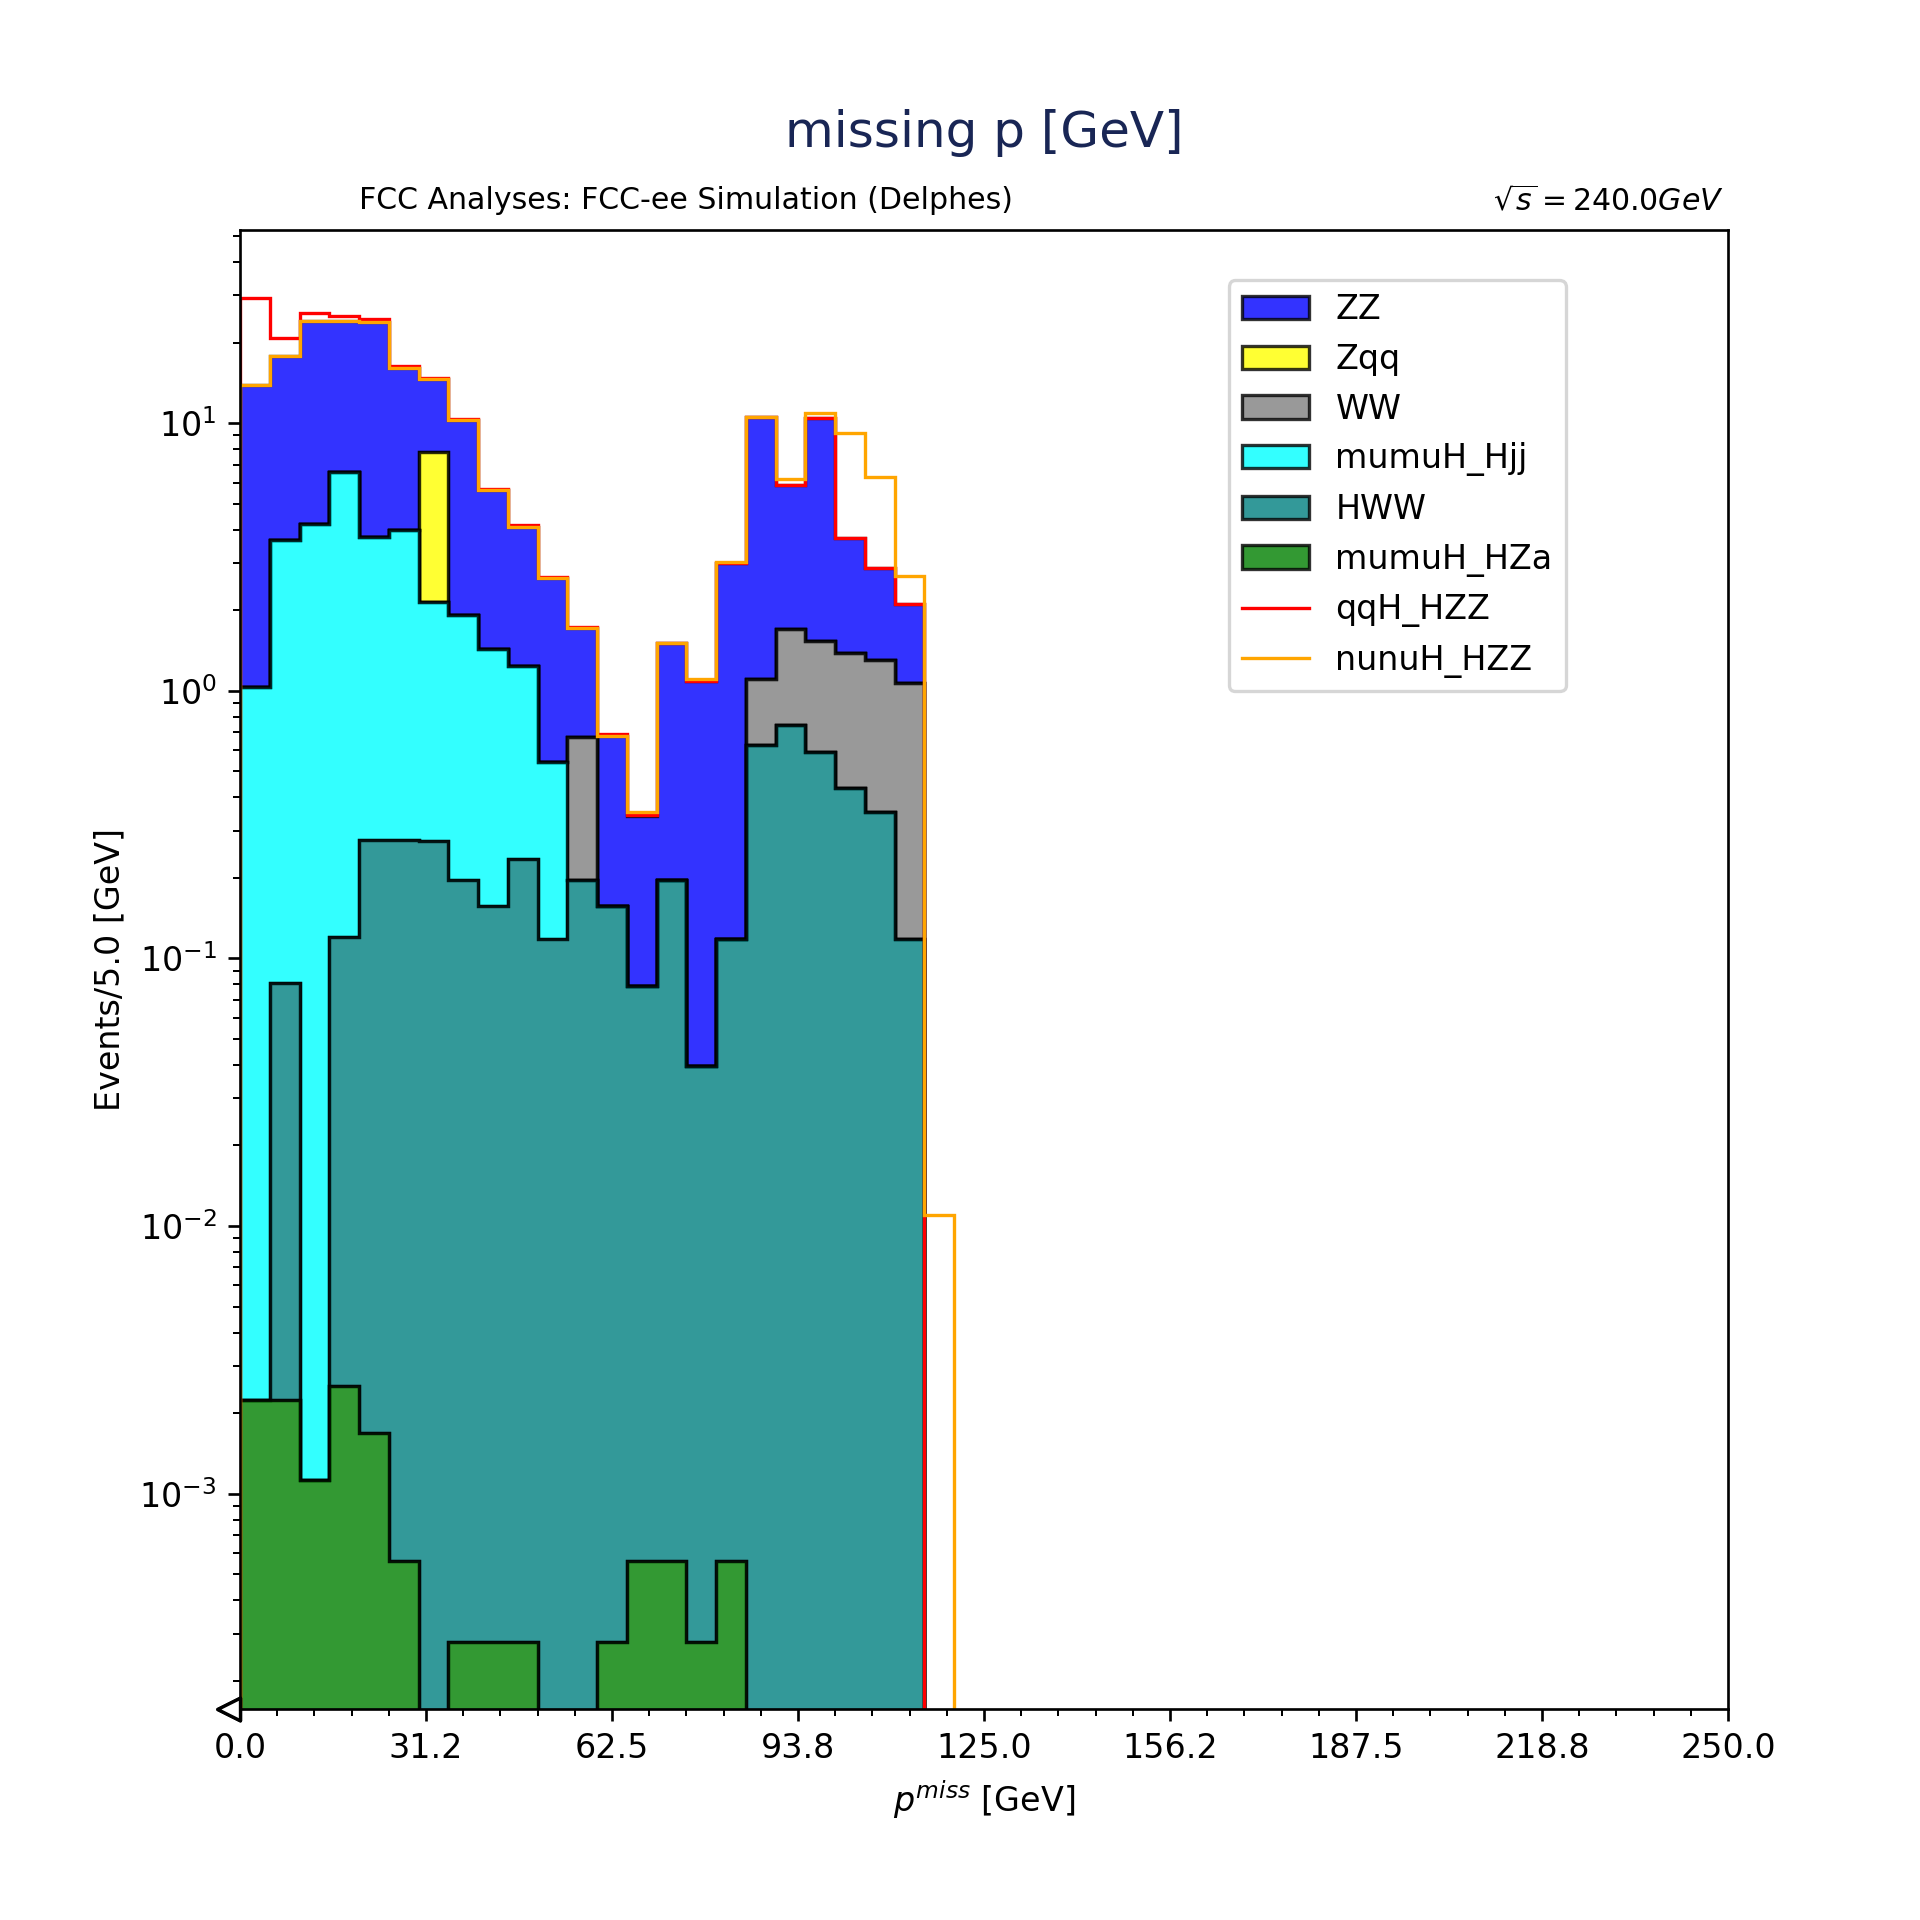 missing p [GeV]
FCC Analyses: FCC-ee Simulation (Delphes)
√s = 240.0GeV
ZZ
Zqq
WW
mumuH_Hjj
HWW
mumuH_HZa
qqH_HZZ
nunuH_HZZ
Events/5.0 [GeV]
10¹
10⁰
10⁻¹
10⁻²
10⁻³
0.0 31.2 62.5 93.8 125.0 156.2 187.5 218.8 250.0
p^miss [GeV]